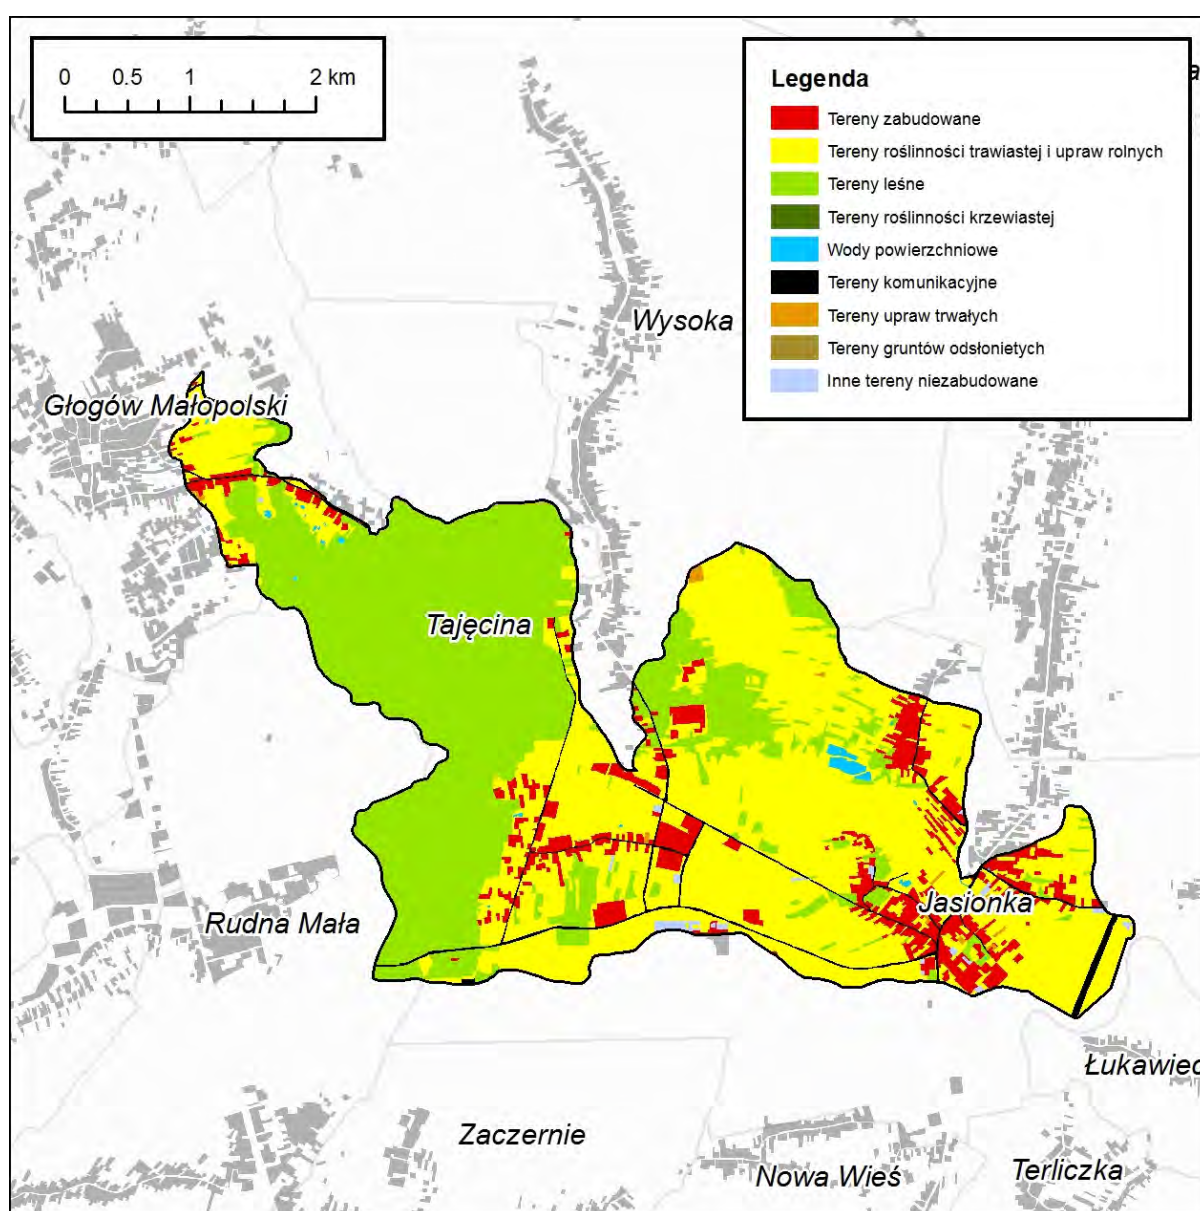 0 0.5 1 2 km
Legenda
Tereny zabudowane
Tereny roślinności trawiastej i upraw rolnych
Tereny leśne
Tereny roślinności krzewiastej
Wody powierzchniowe
Tereny komunikacyjne
Tereny upraw trwałych
Tereny gruntów odsłonietych
Inne tereny niezabudowane
Wysoka
Głogów Małopolski
Tajęcina
Jasionka
Rudna Mała
Łukawiec
Zaczernie
Nowa Wieś
Terliczka